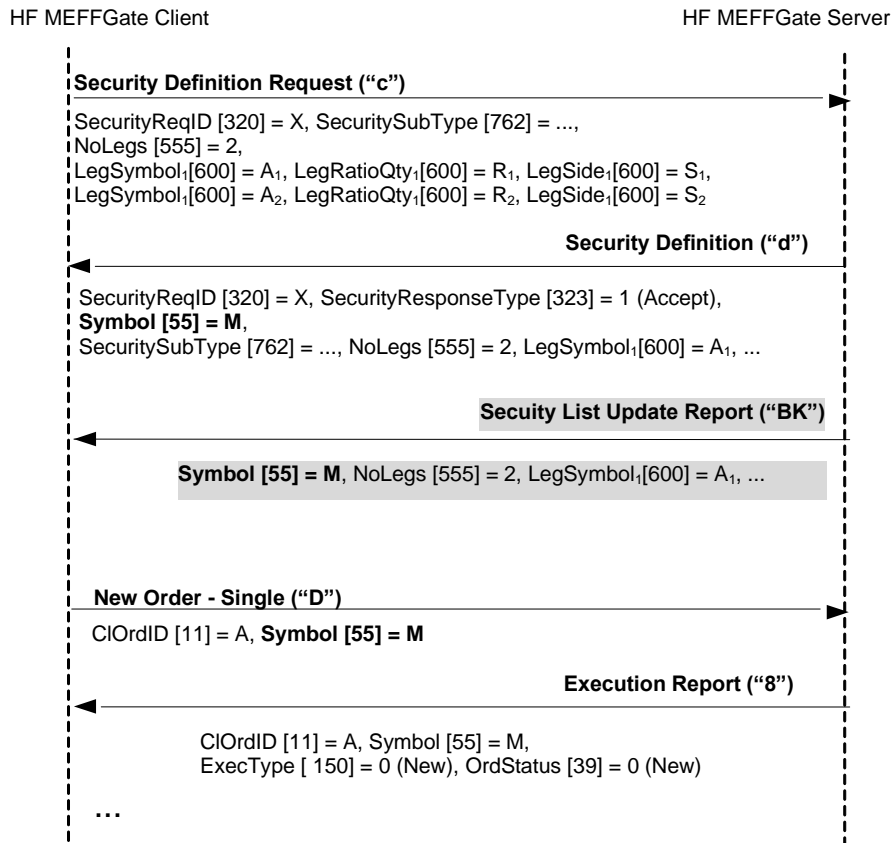 HF MEFFGate Client
HF MEFFGate Server
Security Definition Request (“c”)
SecurityReqID [320] = X, SecuritySubType [762] = ...,
NoLegs [555] = 2,
LegSymbol₁[600] = A₁, LegRatioQty₁[600] = R₁, LegSide₁[600] = S₁,
LegSymbol₁[600] = A₂, LegRatioQty₁[600] = R₂, LegSide₁[600] = S₂
Security Definition (“d”)
SecurityReqID [320] = X, SecurityResponseType [323] = 1 (Accept),
Symbol [55] = M,
SecuritySubType [762] = ..., NoLegs [555] = 2, LegSymbol₁[600] = A₁, ...
Secuity List Update Report (“BK”)
Symbol [55] = M, NoLegs [555] = 2, LegSymbol₁[600] = A₁, ...
New Order - Single (“D”)
ClOrdID [11] = A, Symbol [55] = M
Execution Report (“8”)
ClOrdID [11] = A, Symbol [55] = M,
ExecType [ 150] = 0 (New), OrdStatus [39] = 0 (New)
...